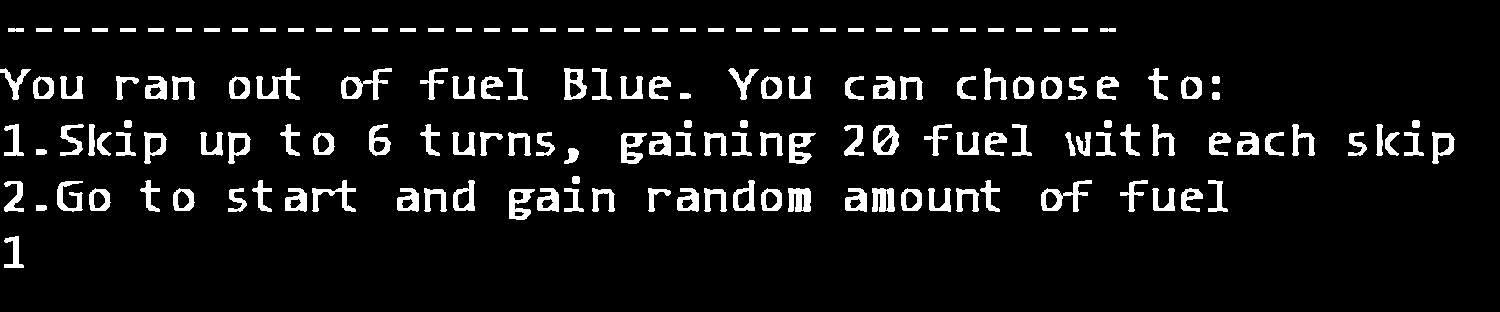 ----------------------------------------
You ran out of fuel Blue. You can choose to:
1.Skip up to 6 turns, gaining 20 fuel with each skip
2.Go to start and gain random amount of fuel
1